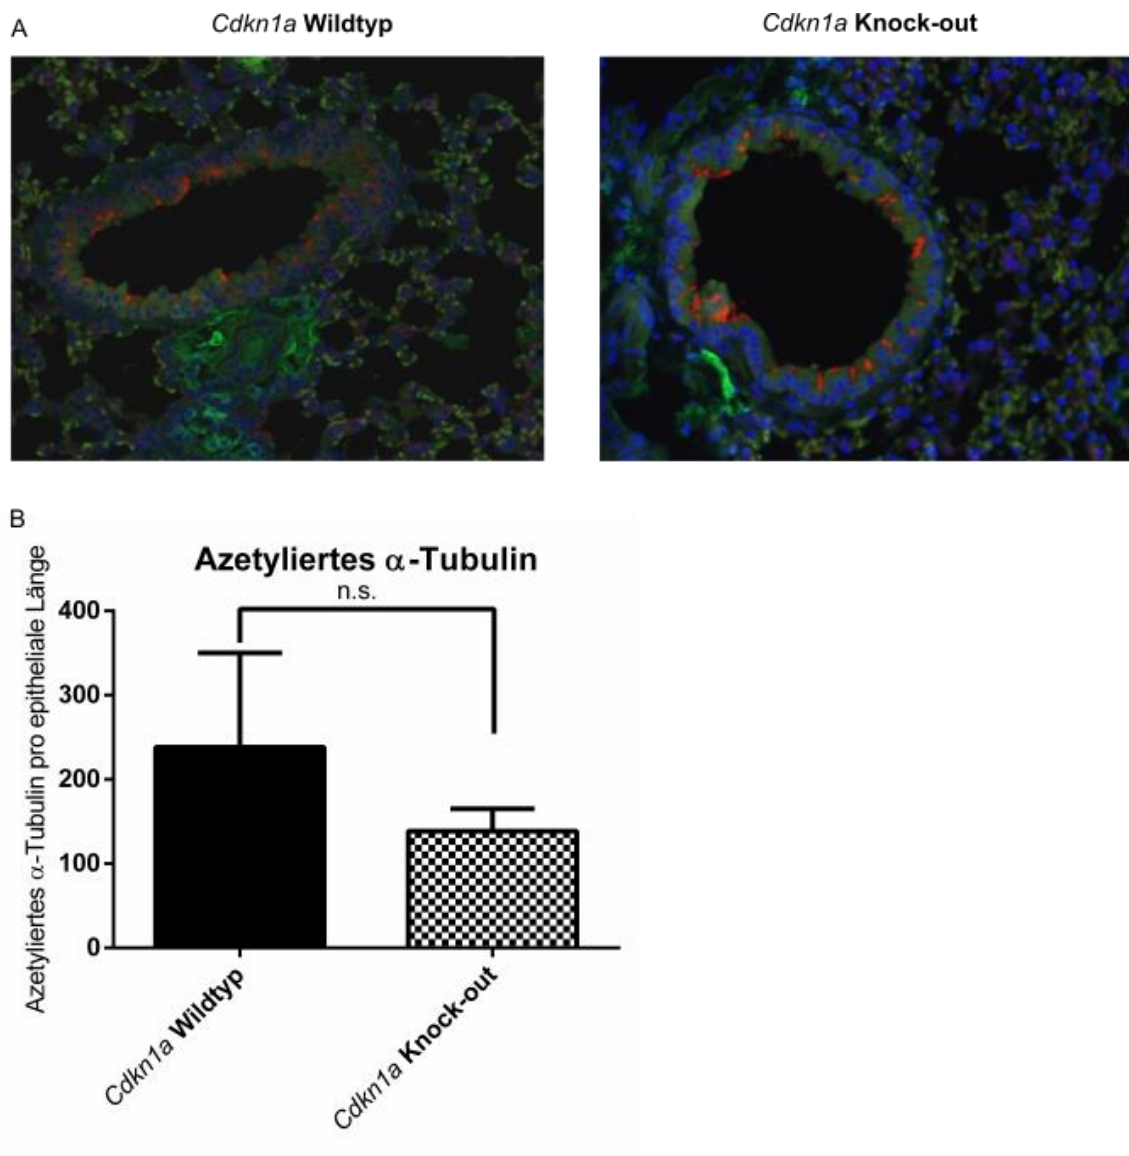 A
Cdkn1a Wildtyp
Cdkn1a Knock-out
B
Azetyliertes α-Tubulin
n.s.
Azetyliertes α-Tubulin pro epitheliale Länge
400
300
200
100
0
Cdkn1a Wildtyp
Cdkn1a Knock-out